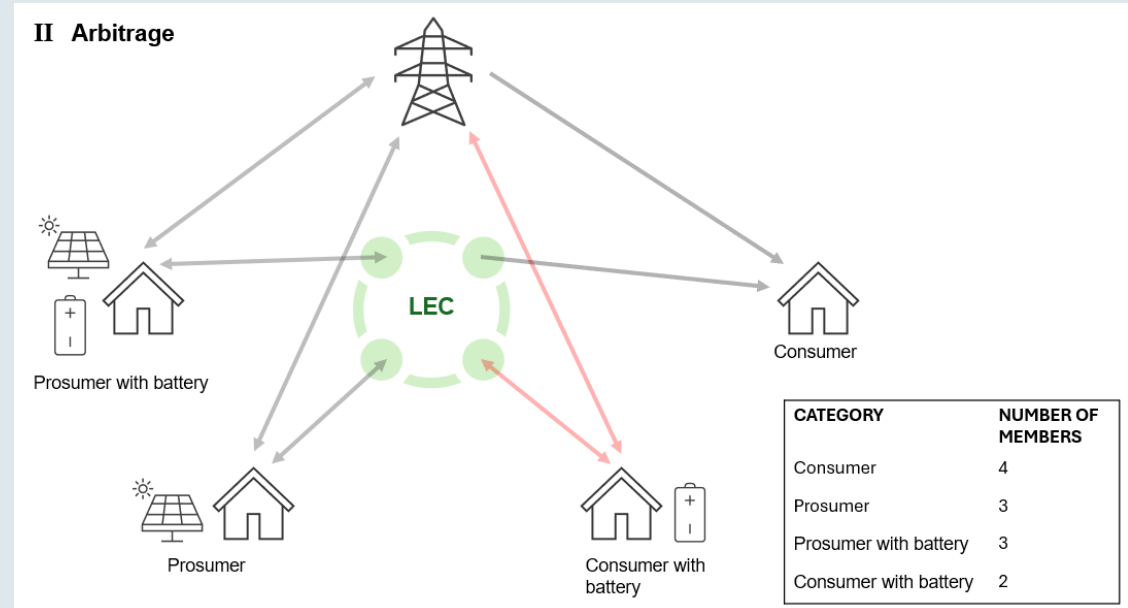 II Arbitrage
LEC
Prosumer with battery
Consumer
Prosumer
Consumer with
battery
CATEGORY NUMBER OF
MEMBERS
Consumer 4
Prosumer 3
Prosumer with battery 3
Consumer with battery 2